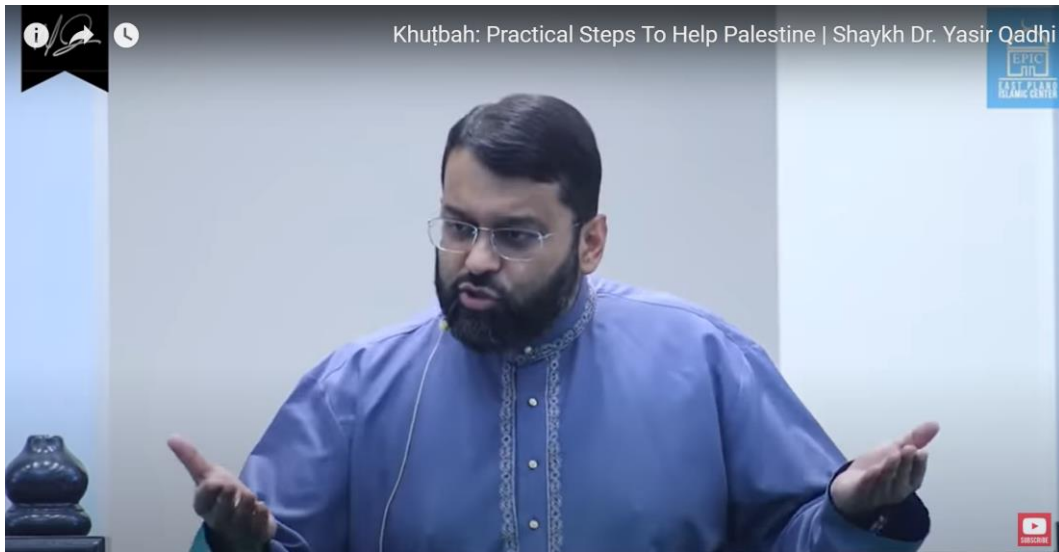 Khuṭbah: Practical Steps To Help Palestine | Shaykh Dr. Yasir Qadhi
EPIC
EAST PLANO
ISLAMIC CENTER
SUBSCRIBE